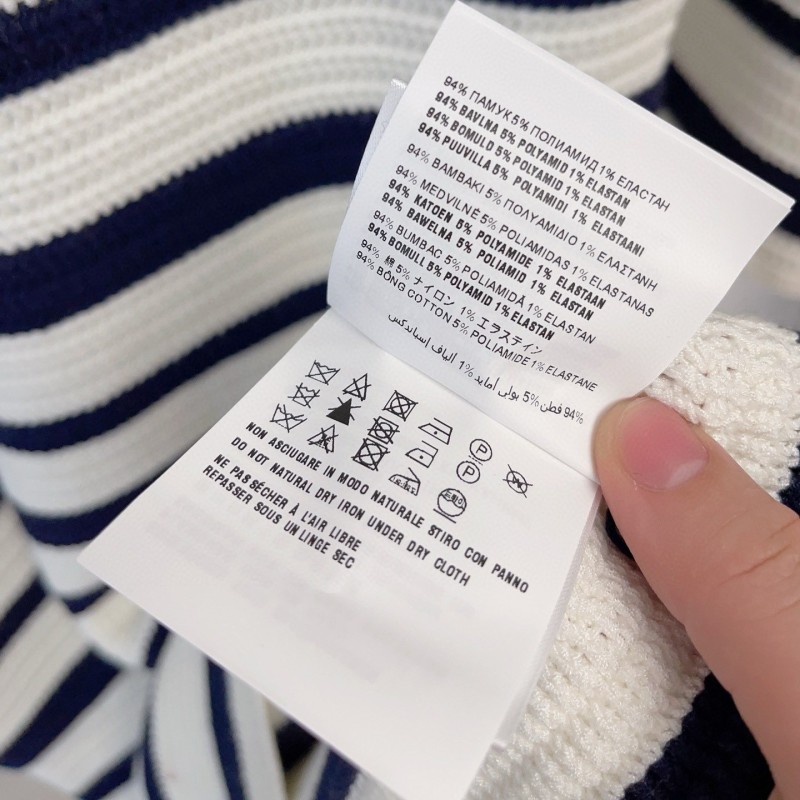 94% ПАМУК 5% ПОЛИАМИД 1% ЕЛАСТАН
94% BAVLNA 5% POLYAMID 1% ELASTAN
94% BOMULD 5% POLYAMID 1% ELASTAN
94% PUUVILLA 5% POLYAMIDI 1% ELASTAANI
94% ΒΑΜΒΑΚΙ 5% ΠΟΛΥΑΜΙΔΙΟ 1% ΕΛΑΣΤΑΝΗ
94% MEDVILNĖ 5% POLIAMIDAS 1% ELASTANAS
94% KATOEN 5% POLYAMIDE 1% ELASTAAN
94% BAWELNA 5% POLIAMID 1% ELASTAN
94% BUMBAC 5% POLIAMIDĂ 1% ELASTAN
94% BOMULL 5% POLYAMID 1% ELASTAN
94% 綿 5% ナイロン 1% エラスティン
94% BÔNG COTTON 5% POLIAMIDE 1% ELASTANE
94% قطن 5% بولي أمايد 1% الياف اسباندكس
P
P
W
NON ASCIUGARE IN MODO NATURALE STIRO CON PANNO
DO NOT NATURAL DRY IRON UNDER DRY CLOTH
NE PAS SÈCHER À L'AIR LIBRE
REPASSER SOUS UN LINGE SEC